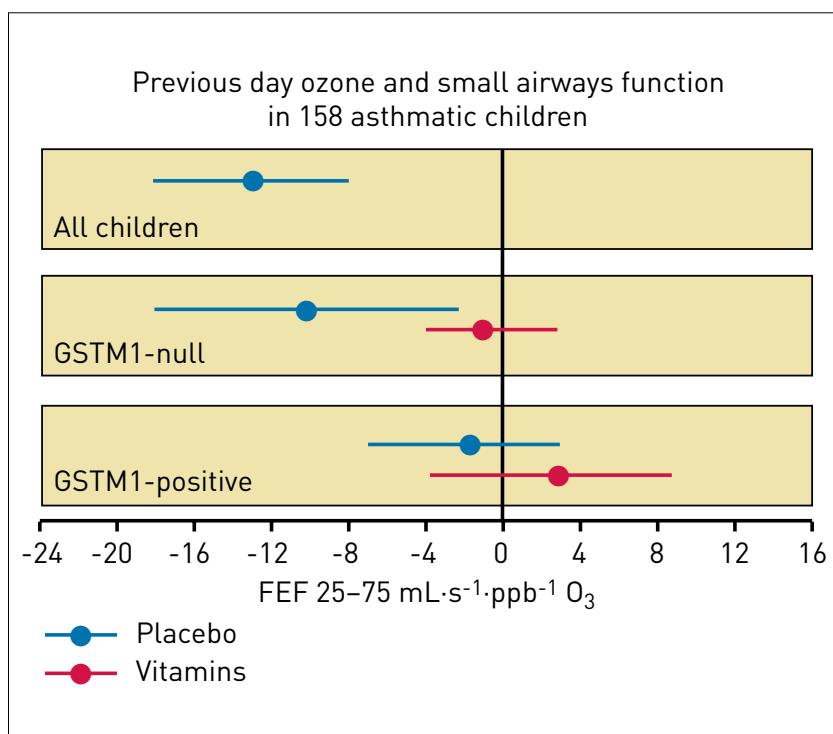 Previous day ozone and small airways function
in 158 asthmatic children
All children
GSTM1-null
GSTM1-positive
-24 -20 -16 -12 -8 -4 0 4 8 12 16
FEF 25–75 mL·s⁻¹·ppb⁻¹ O₃
Placebo
Vitamins